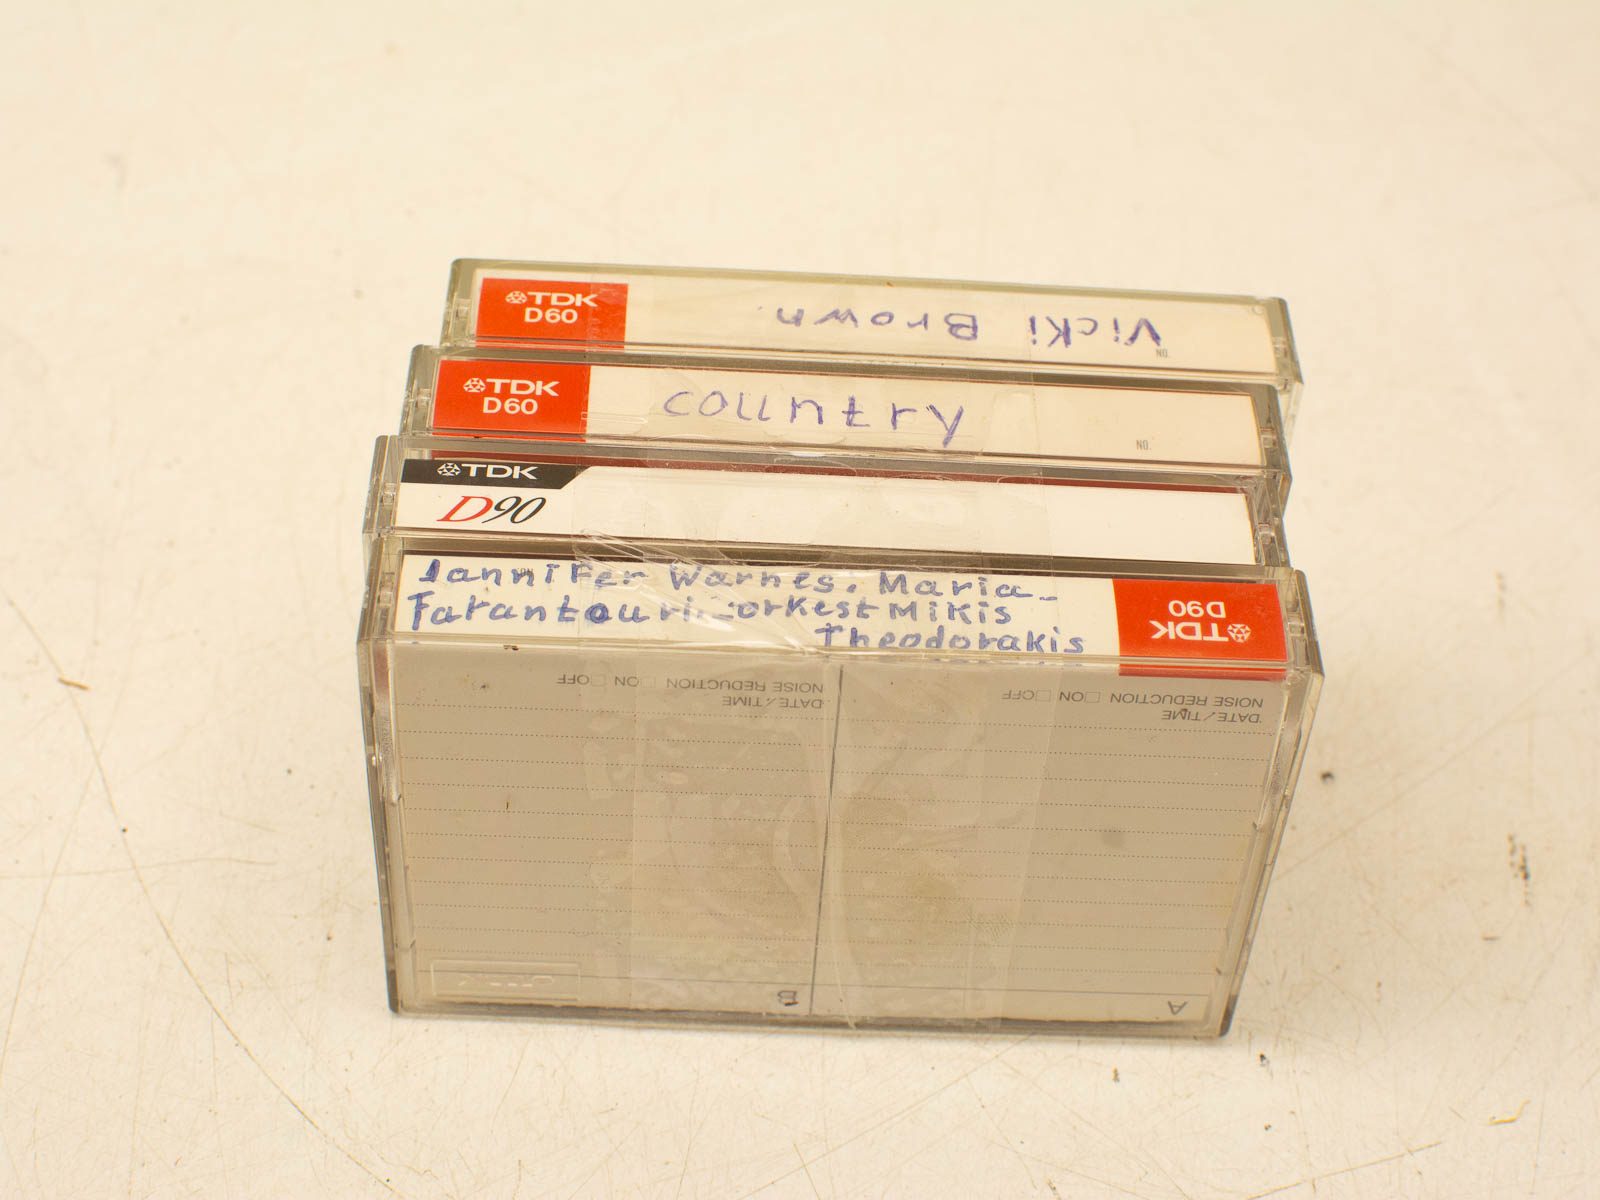 TDK
D60
Vicki Brown.
NO.
TDK
D60
country
NO.
TDK
D90
Jannifer Warnes. Maria-
Farantouri. orkest Mikis
Theodorakis
TDK
D90
NOISE REDUCTION □ON □OFF
DATE/TIME
NOISE REDUCTION □ON □OFF
DATE/TIME
A
B